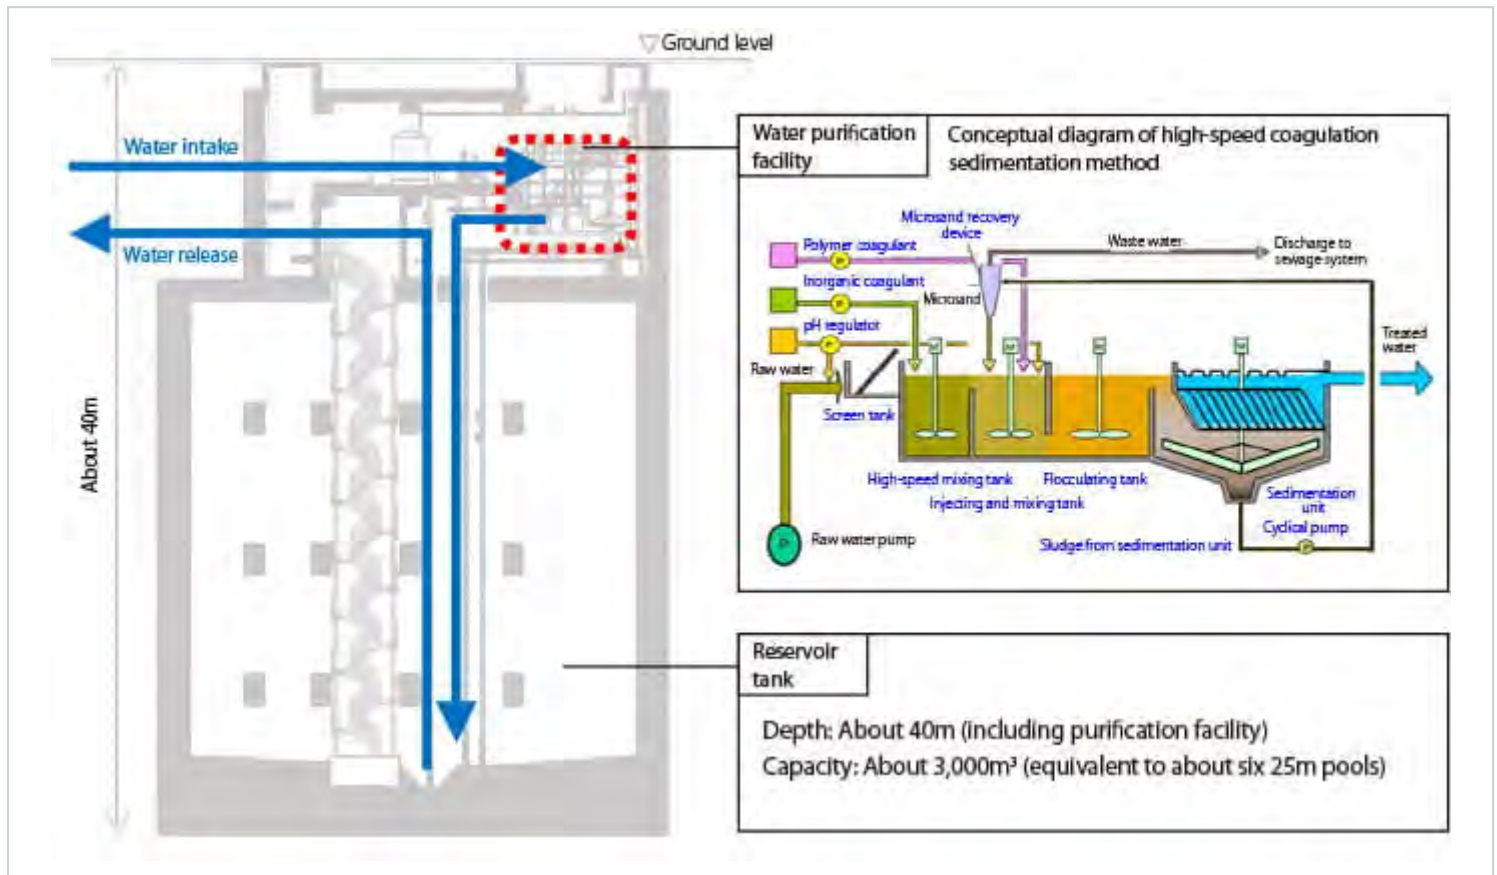 Ground level
Water intake
Water release
About 40m
Water purification
facility
Conceptual diagram of high-speed coagulation
sedimentation method
Microsand recovery
device
Polymer coagulant
Waste water
Discharge to
sewage system
Inorganic coagulant
Microsand
pH regulator
Treated
water
Raw water
Screen tank
High-speed mixing tank
Flocculating tank
Injecting and mixing tank
Sedimentation
unit
Cyclical pump
Raw water pump
Sludge from sedimentation unit
Reservoir
tank
Depth: About 40m (including purification facility)
Capacity: About 3,000m³ (equivalent to about six 25m pools)